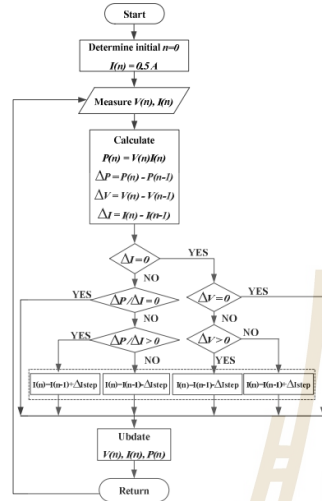 Start
Determine initial n=0
I(n) = 0.5 A
Measure V(n), I(n)
Calculate
P(n) = V(n)I(n)
ΔP = P(n) - P(n-1)
ΔV = V(n) - V(n-1)
ΔI = I(n) - I(n-1)
ΔI = 0
YES
NO
YES
ΔP/ΔI = 0
ΔV = 0
YES
NO
NO
YES
ΔP/ΔI > 0
ΔV > 0
NO
NO
YES
I(n)=I(n-1)+ΔIstep
I(n)=I(n-1)-ΔIstep
I(n)=I(n-1)-ΔIstep
I(n)=I(n-1)+ΔIstep
Ubdate
V(n), I(n), P(n)
Return